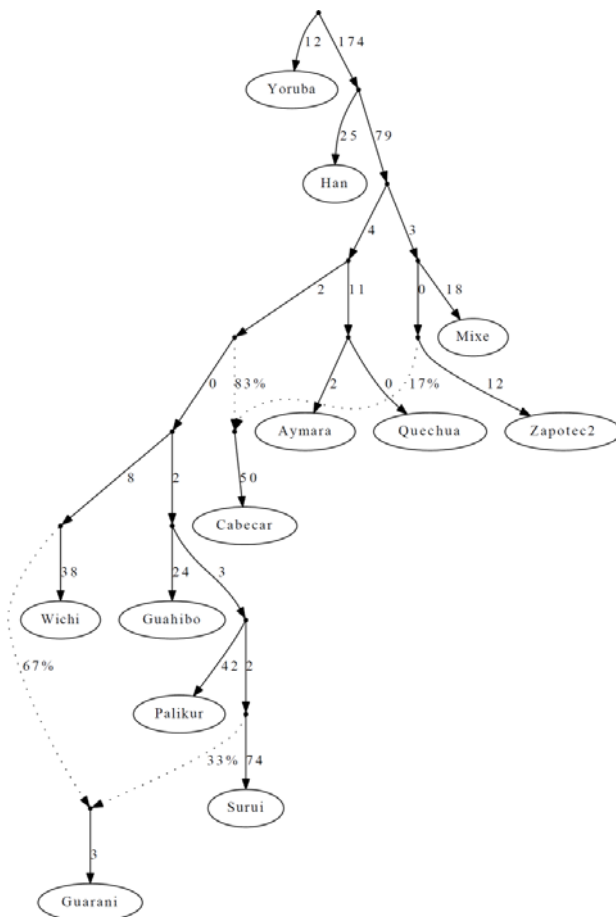 12 174
Yoruba
25 79
Han
4 3
2 11 0 18
Mixe
0 83% 2 0 17% 12
Aymara Quechua Zapotec2
8 2 50
Cabecar
38 24 3
Wichi Guahibo
67% 42 2
Palikur
33% 74
Surui
3
Guarani